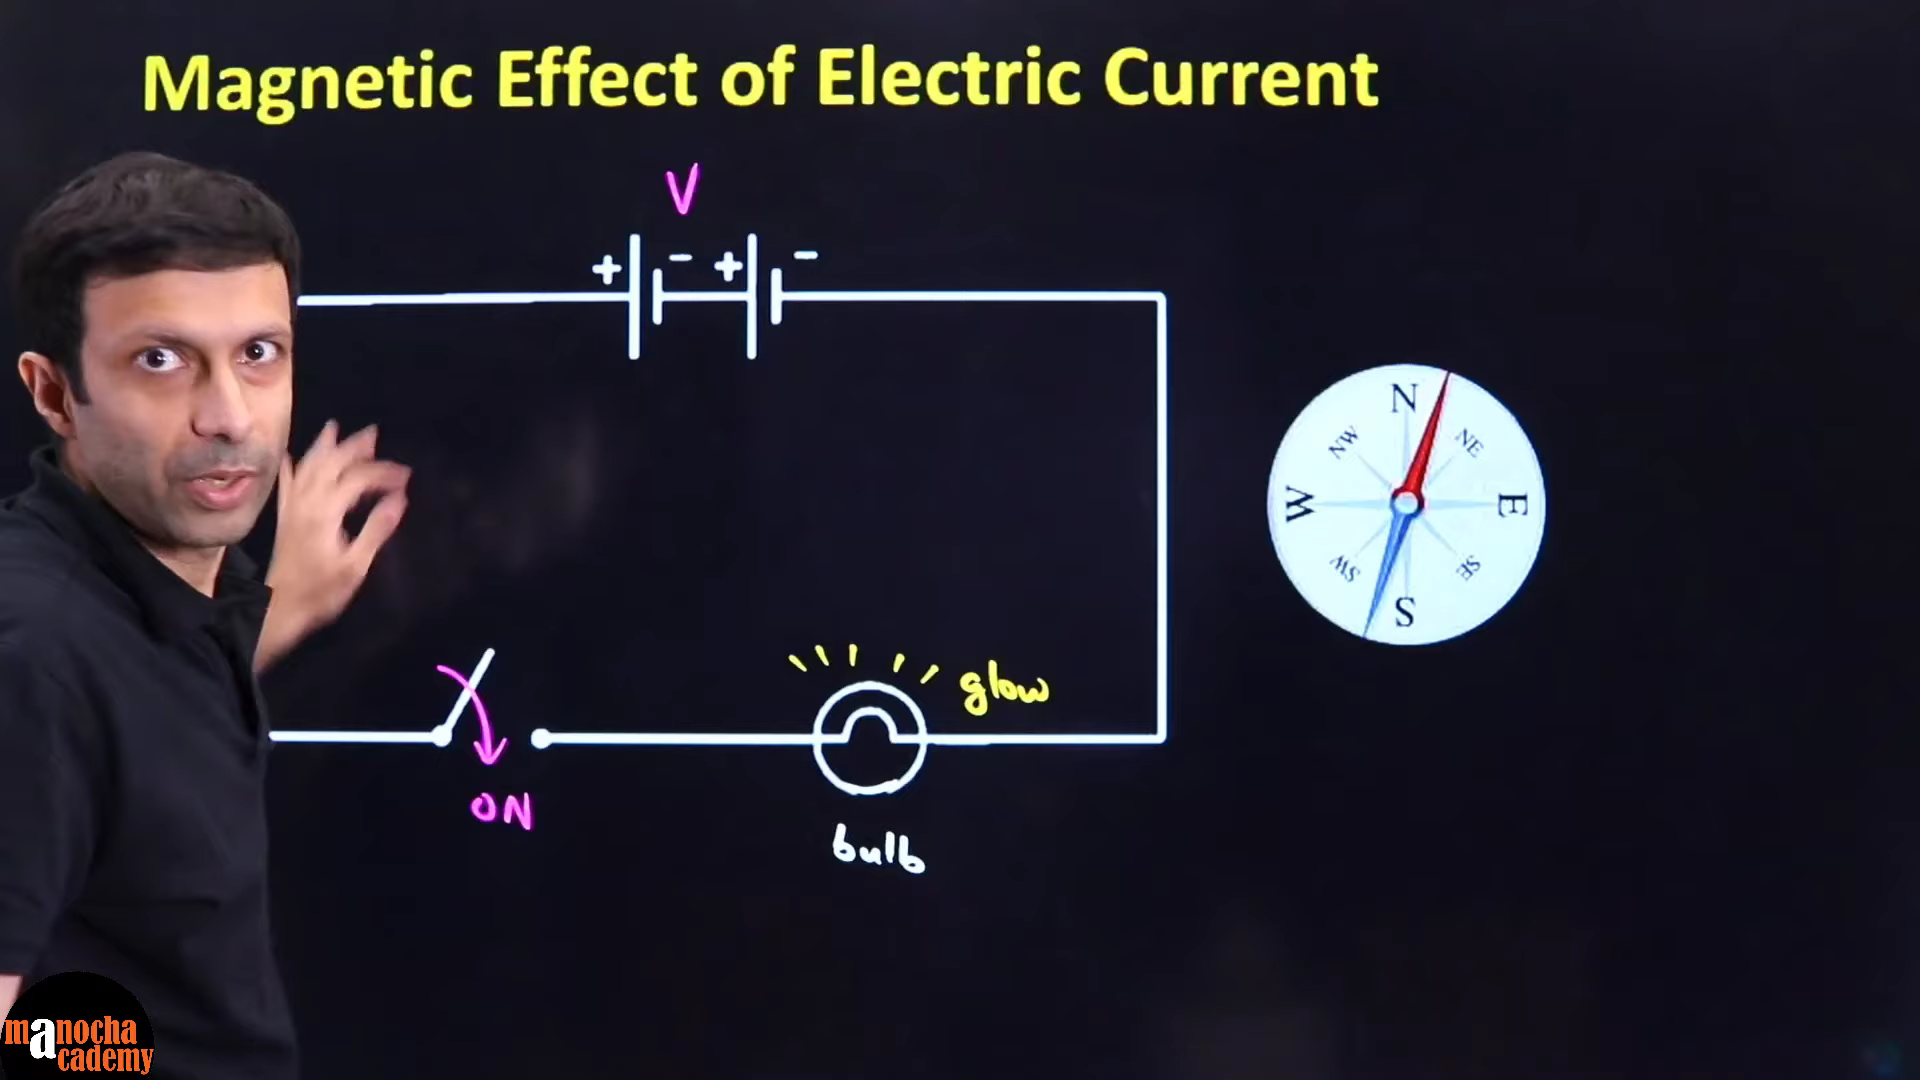 Magnetic Effect of Electric Current
V
+ - + -
N
NW NE
W E
SW SE
S
glow
ON
bulb
manocha
academy